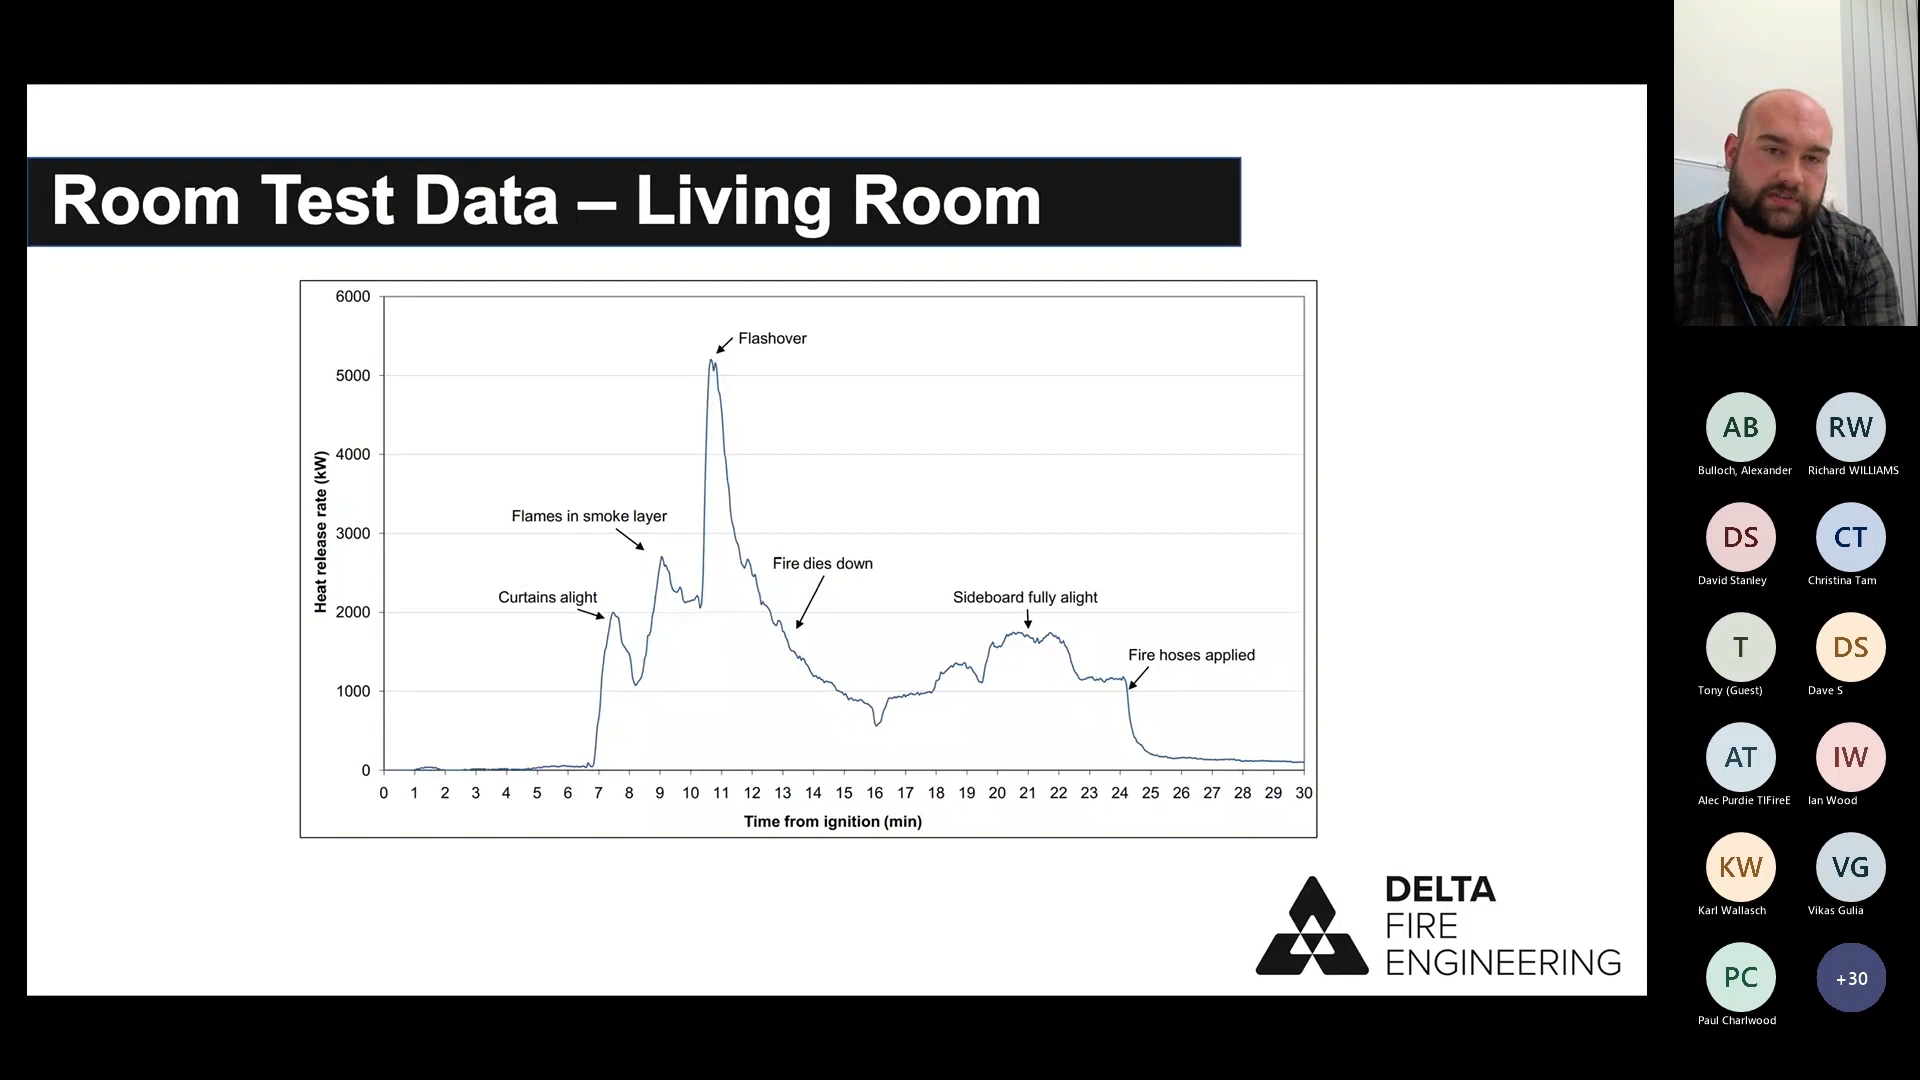 Room Test Data – Living Room
6000
5000
4000
3000
2000
1000
0
Heat release rate (kW)
Flashover
Flames in smoke layer
Fire dies down
Curtains alight
Sideboard fully alight
Fire hoses applied
0 1 2 3 4 5 6 7 8 9 10 11 12 13 14 15 16 17 18 19 20 21 22 23 24 25 26 27 28 29 30
Time from ignition (min)
DELTA
FIRE
ENGINEERING
AB RW
Bulloch, Alexander Richard WILLIAMS
DS CT
David Stanley Christina Tam
T DS
Tony (Guest) Dave S
AT IW
Alec Purdie TIFireE Ian Wood
KW VG
Karl Wallasch Vikas Gulia
PC +30
Paul Charlwood